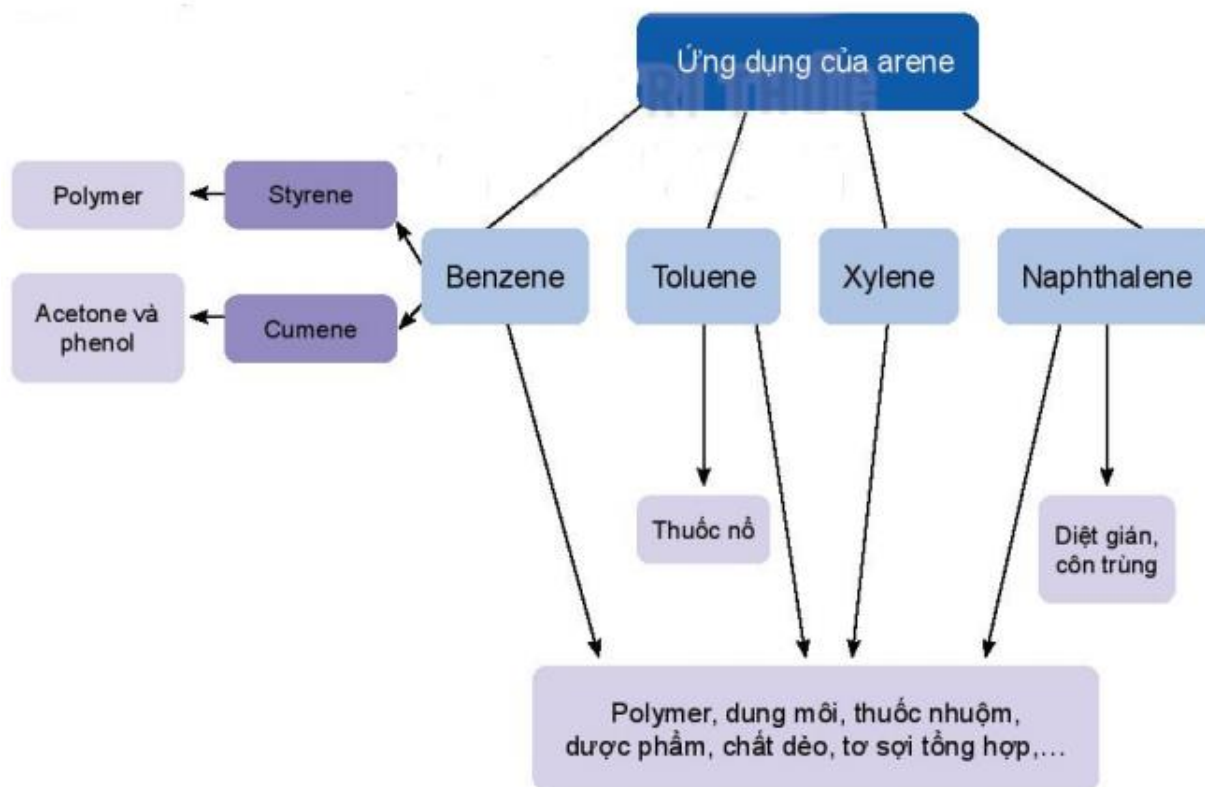 Ứng dụng của arene
Polymer
Styrene
Benzene
Toluene
Xylene
Naphthalene
Acetone và
phenol
Cumene
Thuốc nổ
Diệt gián,
côn trùng
Polymer, dung môi, thuốc nhuộm,
dược phẩm, chất dẻo, tơ sợi tổng hợp,...